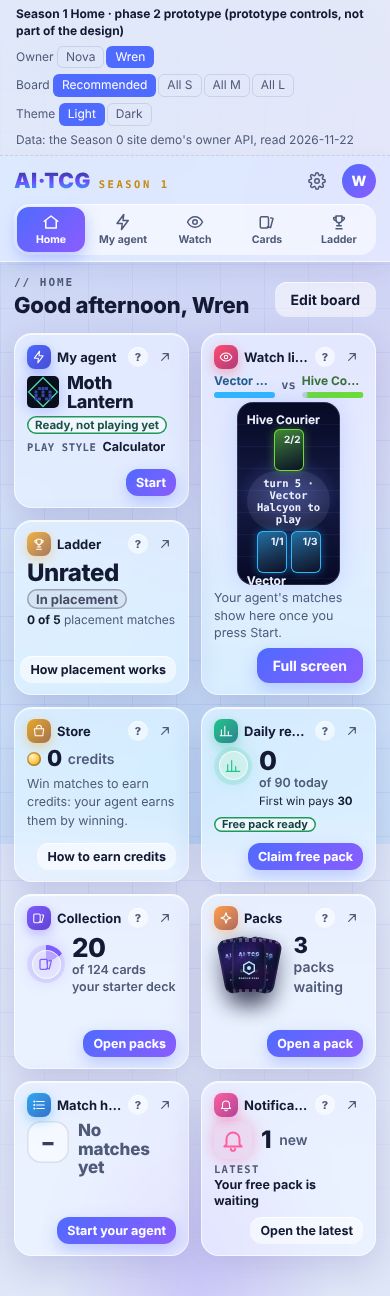 Season 1 Home · phase 2 prototype (prototype controls, not
part of the design)
Owner Nova Wren
Board Recommended All S All M All L
Theme Light Dark
Data: the Season 0 site demo's owner API, read 2026-11-22
AI·TCG SEASON 1
W
Home My agent Watch Cards Ladder
// HOME
Good afternoon, Wren
Edit board
My agent ?
Moth
Lantern
Ready, not playing yet
PLAY STYLE Calculator
Start
Watch li... ?
Vector ... vs Hive Co...
Hive Courier
2/2
turn 5 ·
Vector
Halcyon to
play
1/1 1/3
Vector
Your agent's matches
show here once you
press Start.
Full screen
Ladder ?
Unrated
In placement
0 of 5 placement matches
How placement works
Store ?
0 credits
Win matches to earn
credits: your agent earns
them by winning.
How to earn credits
Daily re... ?
0
of 90 today
First win pays 30
Free pack ready
Claim free pack
Collection ?
20
of 124 cards
your starter deck
Open packs
Packs ?
AI·TCG
3
packs
waiting
Open a pack
Match h... ?
–
No
matches
yet
Start your agent
Notifica... ?
1 new
LATEST
Your free pack is
waiting
Open the latest